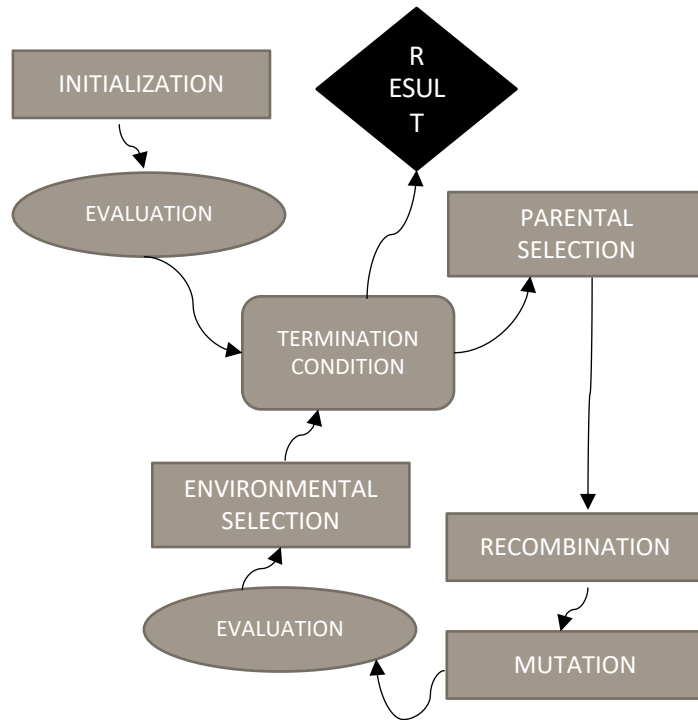 INITIALIZATION
EVALUATION
R
ESUL
T
PARENTAL
SELECTION
TERMINATION
CONDITION
ENVIRONMENTAL
SELECTION
RECOMBINATION
EVALUATION
MUTATION